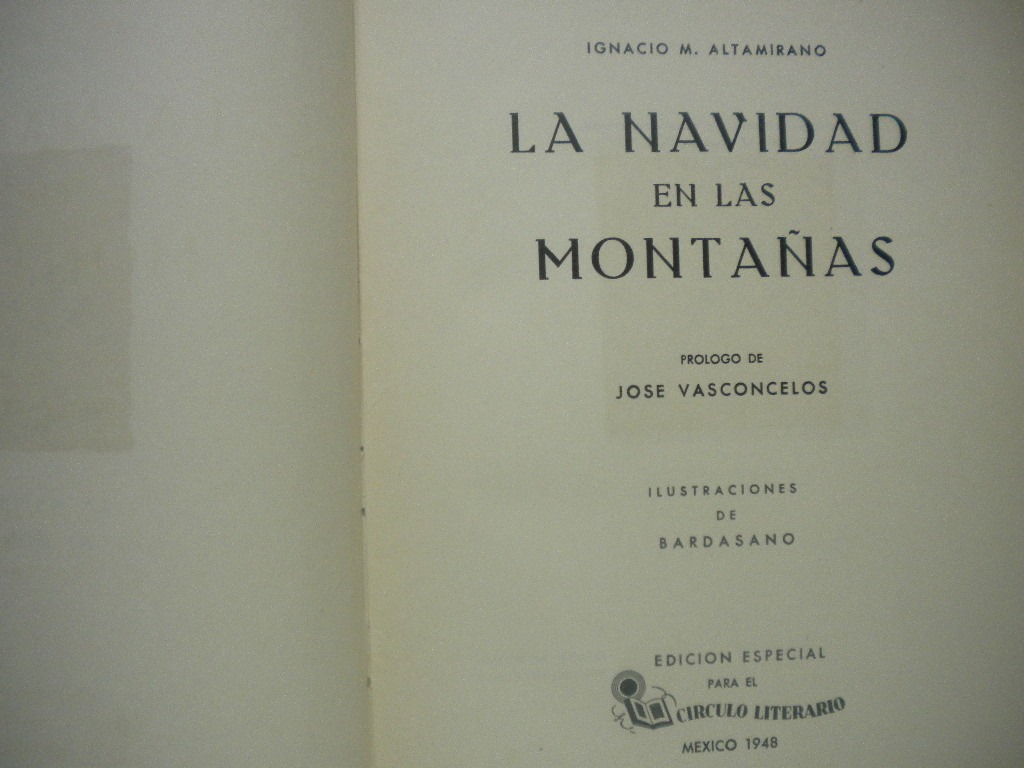 IGNACIO M. ALTAMIRANO
LA NAVIDAD
EN LAS
MONTAÑAS
PROLOGO DE
JOSE VASCONCELOS
ILUSTRACIONES
DE
BARDASANO
EDICION ESPECIAL
PARA EL
CIRCULO LITERARIO
MEXICO 1948